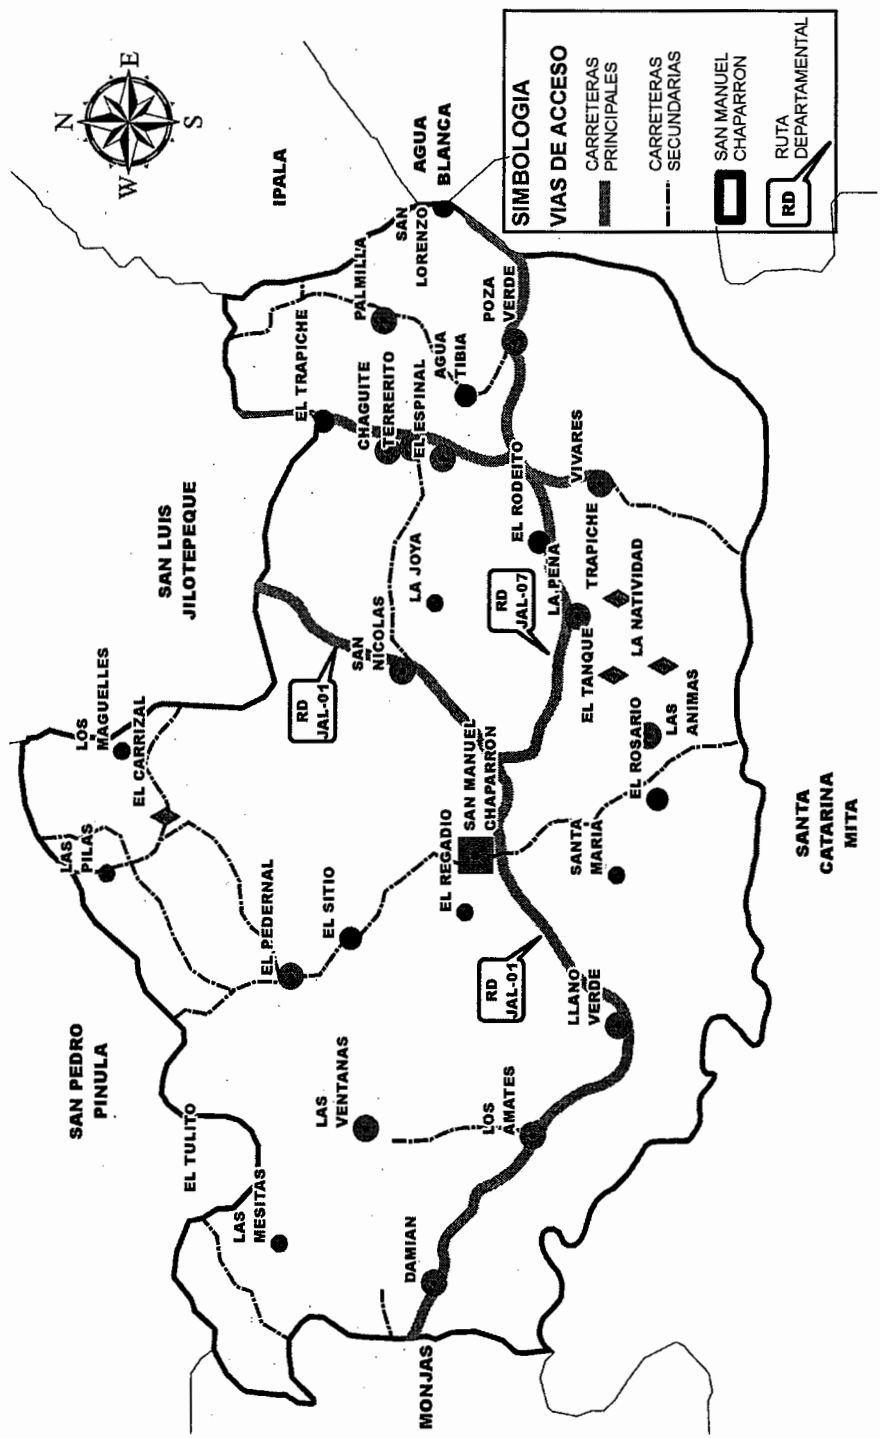 N
W
E
S
LOS
MAGUELLES
LAS
PILAS
EL CARRIZAL
SAN PEDRO
PINULA
SAN LUIS
JILOTEPEQUE
IPALA
EL TULITO
LAS
MESITAS
EL PEDERNAL
EL SITIO
EL TRAPICHE
RD
JAL-01
LAS
VENTANAS
SAN
NICOLAS
CHAGUITE
TERRERITO
EL ESPINAL
PALMILLA
SAN
LORENZO
AGUA
BLANCA
LA JOYA
AGUA
TIBIA
MONJAS
DAMIAN
EL REGADIO
SAN MANUEL
CHAPARRON
LOS
AMATES
RD
JAL-01
RD
JAL-07
POZA
VERDE
EL RODEITO
LA PEÑA
LLANO
VERDE
SANTA
MARIA
EL TANQUE
TRAPICHE
VIVARES
LA NATIVIDAD
EL ROSARIO
LAS
ANIMAS
SANTA
CATARINA
MITA
SIMBOLOGIA
VIAS DE ACCESO
CARRETERAS
PRINCIPALES
CARRETERAS
SECUNDARIAS
SAN MANUEL
CHAPARRON
RD
RUTA
DEPARTAMENTAL